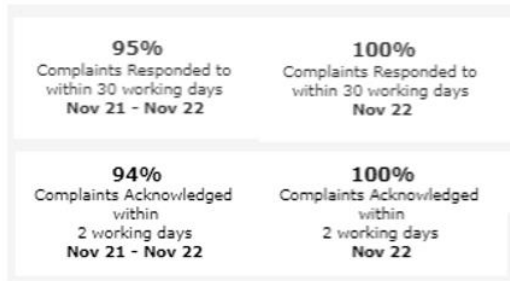 95%
Complaints Responded to
within 30 working days
Nov 21 - Nov 22
100%
Complaints Responded to
within 30 working days
Nov 22
94%
Complaints Acknowledged
within
2 working days
Nov 21 - Nov 22
100%
Complaints Acknowledged
within
2 working days
Nov 22